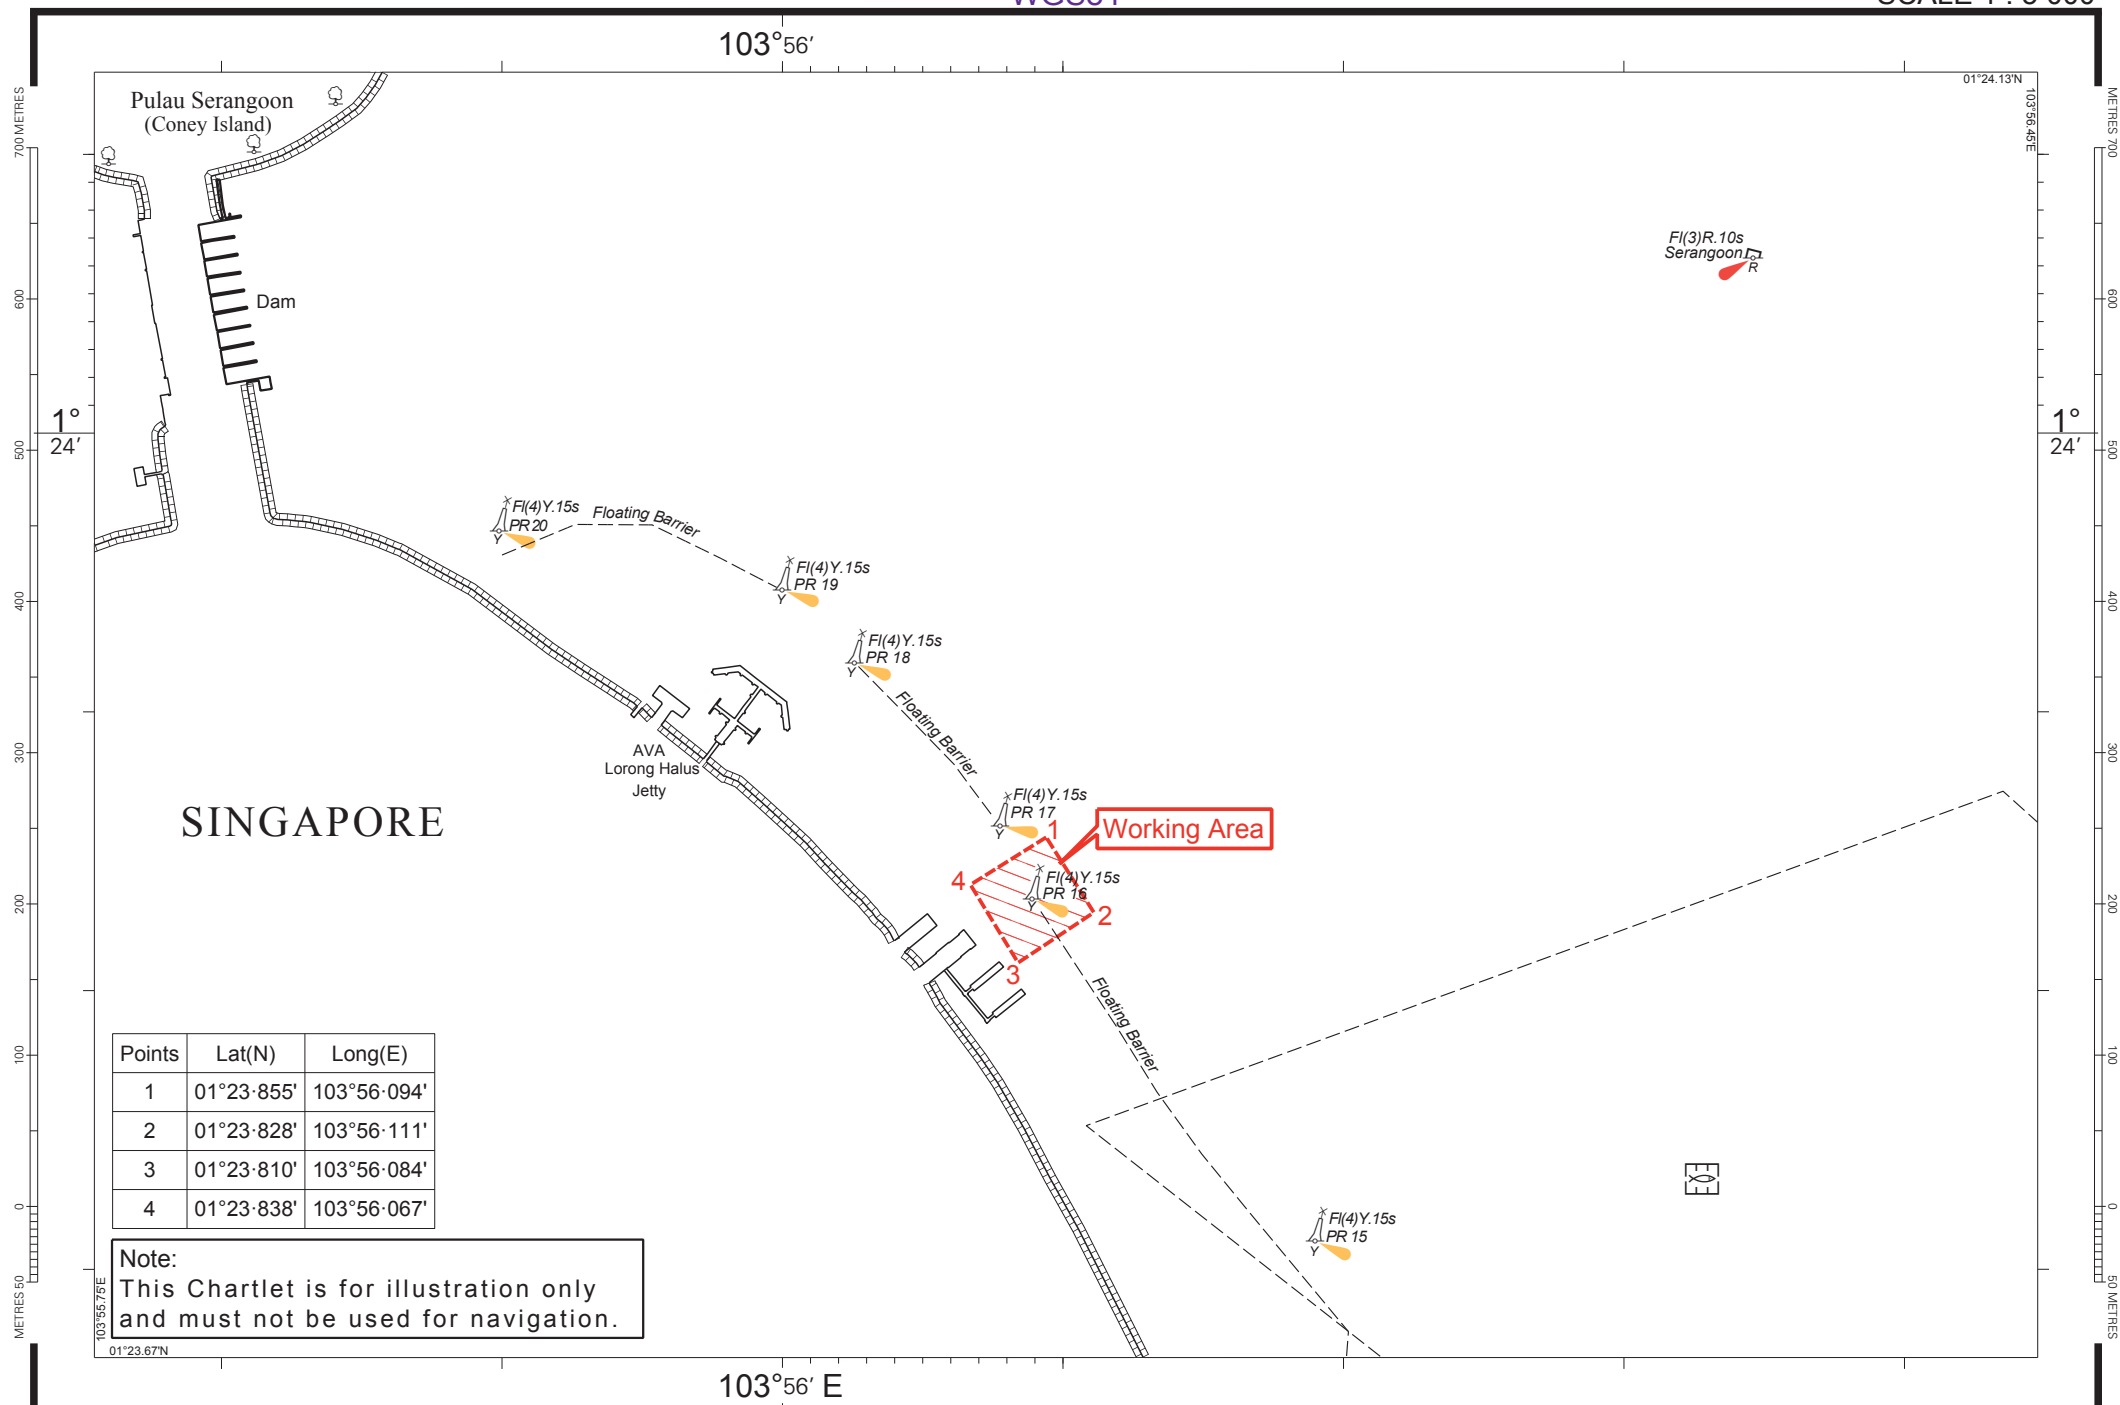 103°56′
01°24.13'N
103°56.45'E
Pulau Serangoon
(Coney Island)
METRES 700
700 METRES
Fl(3)R.10s
Serangoon
R
600
600
Dam
1°
24′
1°
24′
500
500
Fl(4)Y.15s
PR 20
Y
Floating Barrier
Fl(4)Y.15s
PR 19
Y
400
400
Fl(4)Y.15s
PR 18
Y
Floating Barrier
AVA
Lorong Halus
Jetty
300
300
SINGAPORE
Fl(4)Y.15s
PR 17
Y
1
Working Area
4
Fl(4)Y.15s
PR 16
Y
2
200
200
3
Floating Barrier
100
100
Points Lat(N) Long(E)
1 01°23·855' 103°56·094'
2 01°23·828' 103°56·111'
3 01°23·810' 103°56·084'
4 01°23·838' 103°56·067'
0
0
Fl(4)Y.15s
PR 15
Y
Note:
This Chartlet is for illustration only
and must not be used for navigation.
METRES 50
50 METRES
103°55.75'E
01°23.67'N
103°56′ E